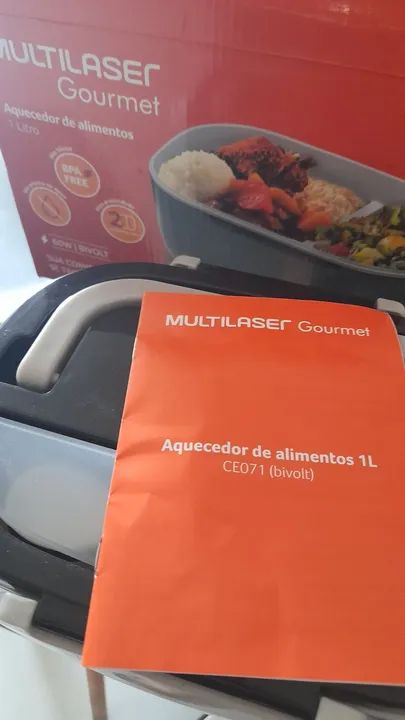 MULTILASER
Gourmet
Aquecedor de alimentos
1 Litro
BPA
FREE
60W | BIVOLT
MULTILASER Gourmet
Aquecedor de alimentos 1L
CE071 (bivolt)